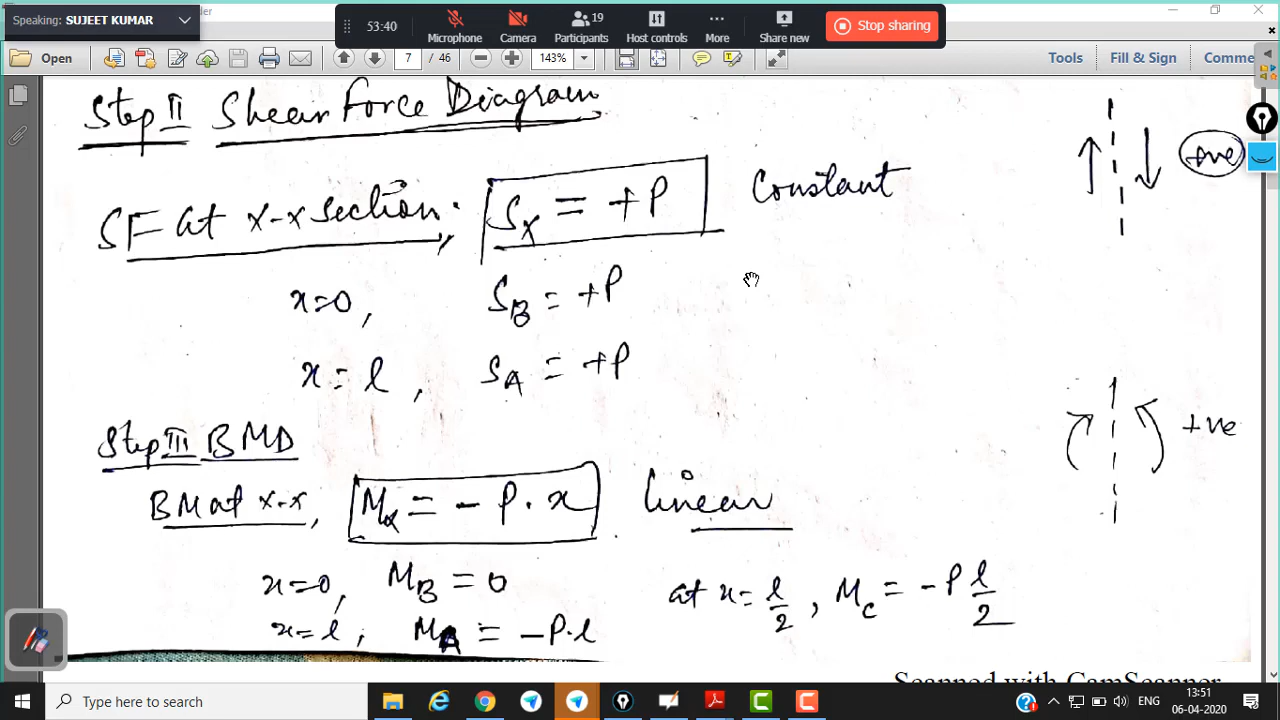 Speaking: SUJEET KUMAR
53:40
Microphone
Camera
19
Participants
Host controls
More
Share new
Stop sharing
Open
7 / 46
143%
Tools
Fill & Sign
Comme
Step II Shear Force Diagram
+ve
SF at x-x section, Sx = +P constant
x=0, SB = +P
x = l, SA = +P
Step III BMD
+ve
BM at x-x, Mx = - P · x linear
x=0, MB = 0
at x = l/2, Mc = -P l/2
x=l, MA = -P·l
Scanned with CamScanner
Type here to search
ENG
13:51
06-04-2020